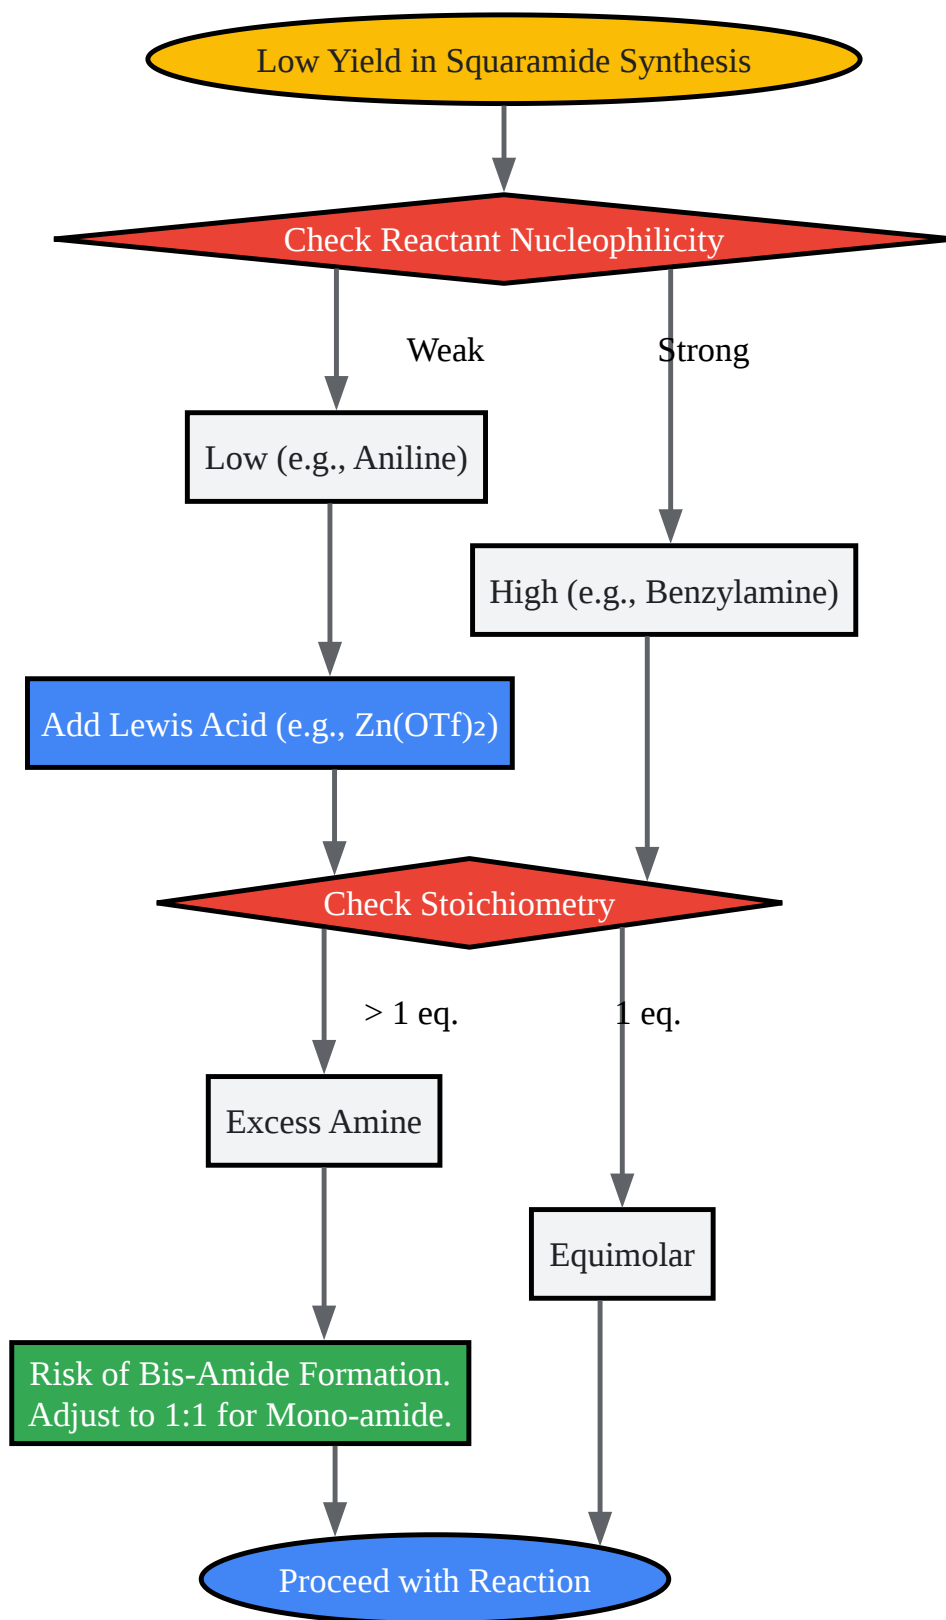 Low Yield in Squaramide Synthesis
Check Reactant Nucleophilicity
Weak
Strong
Low (e.g., Aniline)
High (e.g., Benzylamine)
Add Lewis Acid (e.g., Zn(OTf)₂)
Check Stoichiometry
> 1 eq.
1 eq.
Excess Amine
Equimolar
Risk of Bis-Amide Formation.
Adjust to 1:1 for Mono-amide.
Proceed with Reaction